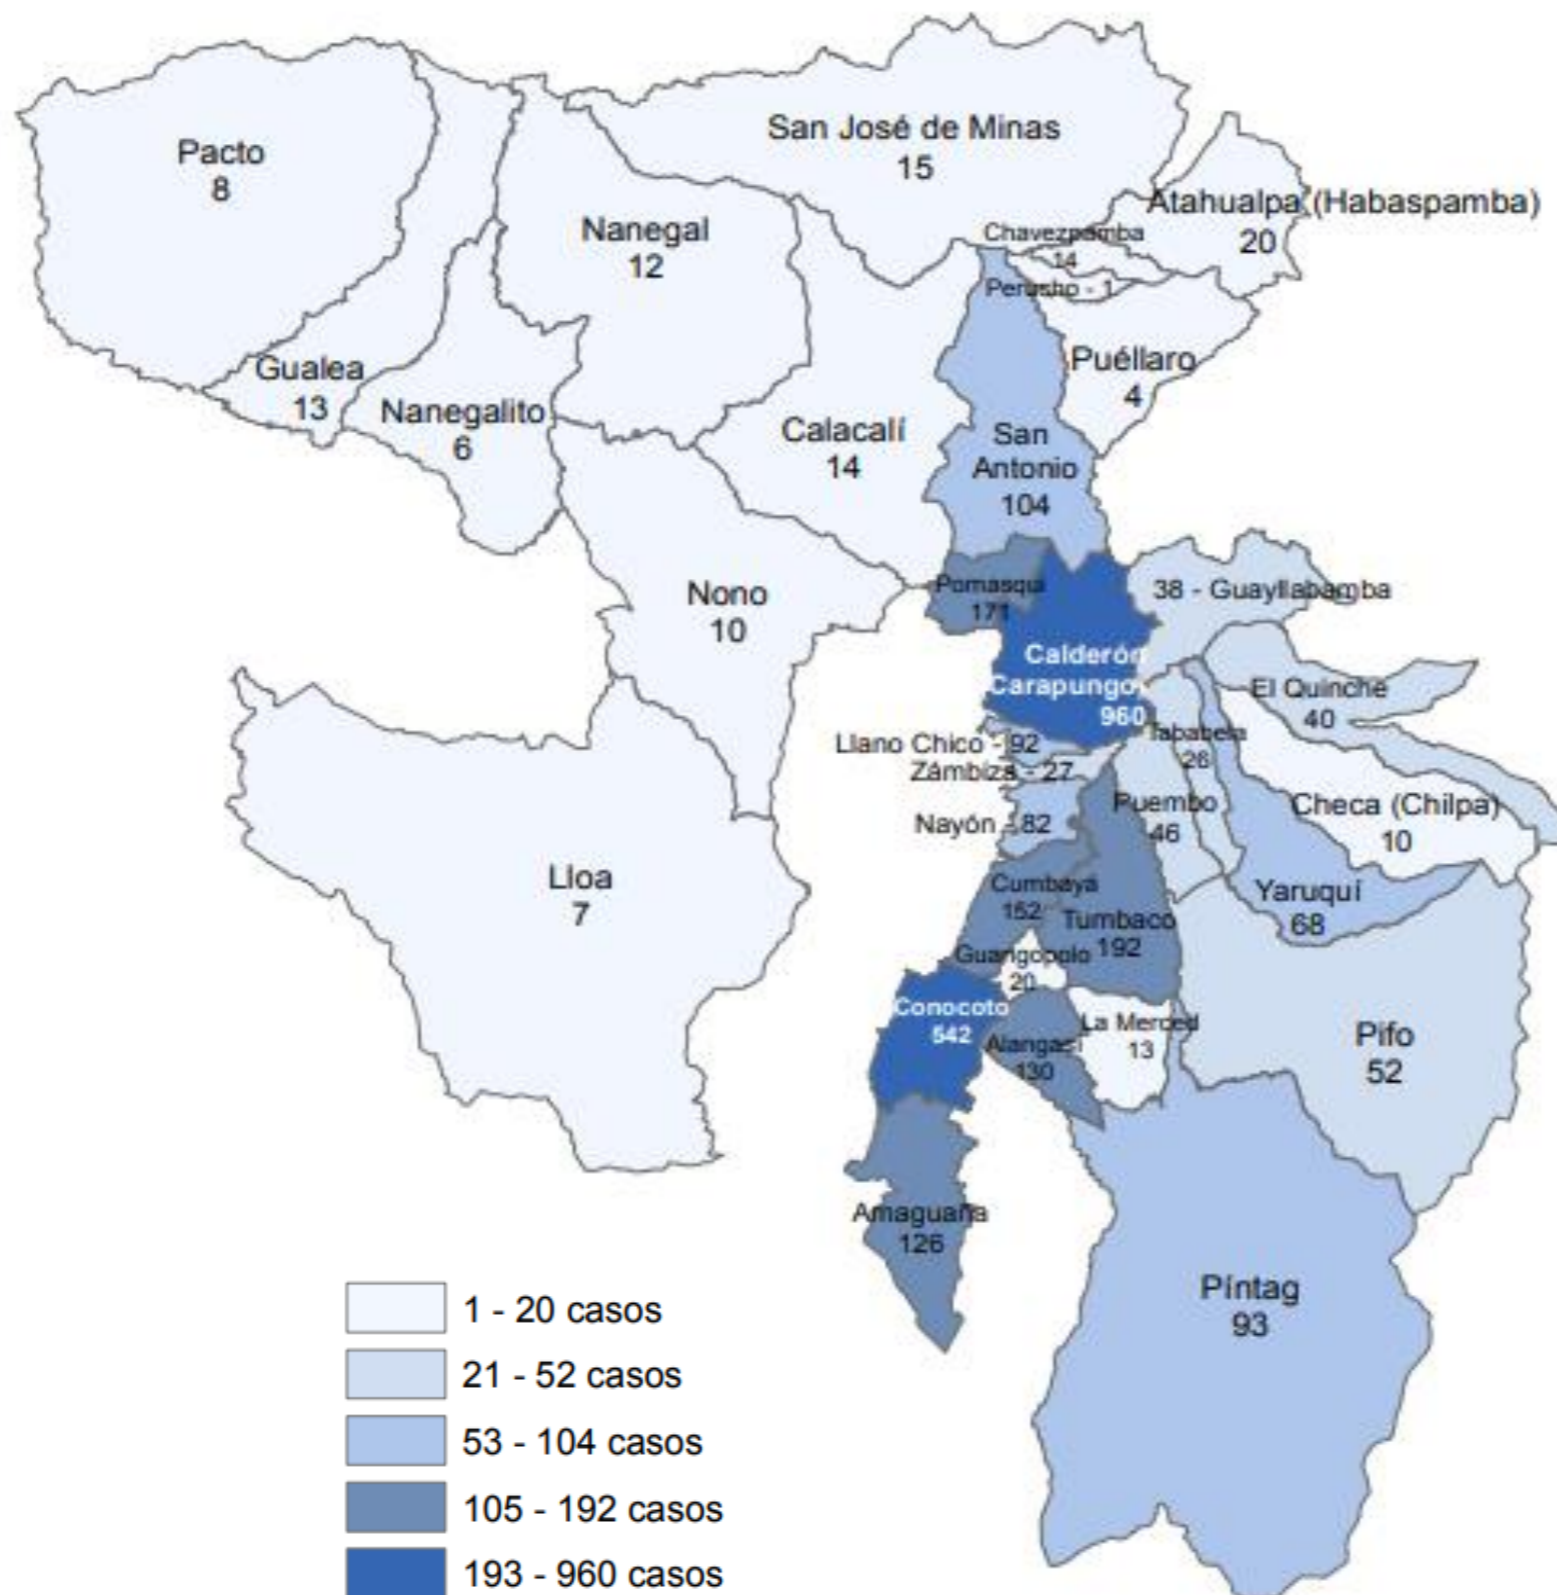 San José de Minas
15
Pacto
8
Atahualpa (Habaspamba)
20
Nanegal
12
Chavezpamba
14
Perucho - 1
Puéllaro
4
Gualea
13
Nanegalito
6
Calacalí
14
San
Antonio
104
Pomasqui
171
38 - Guayllabamba
Nono
10
Calderón
Carapungo
960
El Quinche
40
Llano Chico - 92
Zámbiza - 27
Tababela
26
Puembo
46
Checa (Chilpa)
10
Nayón - 82
Lloa
7
Cumbayá
152
Yaruquí
68
Tumbaco
192
Guangopolo
20
Conocoto
542
La Merced
13
Alangasí
130
Pifo
52
Amaguaña
126
Píntag
93
1 - 20 casos
21 - 52 casos
53 - 104 casos
105 - 192 casos
193 - 960 casos